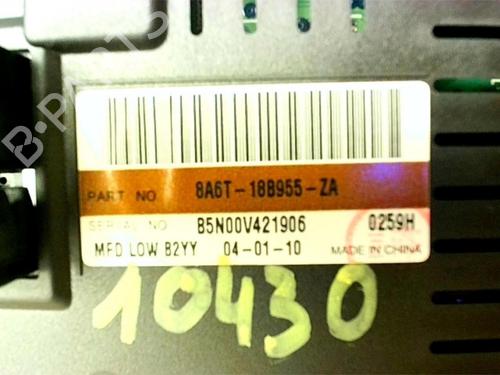 B-PARTS
PART NO 8A6T-18B955-ZA
SERIAL NO B5N00V421906 0259H
MFD LOW B2YY 04-01-10 MADE IN CHINA
10430